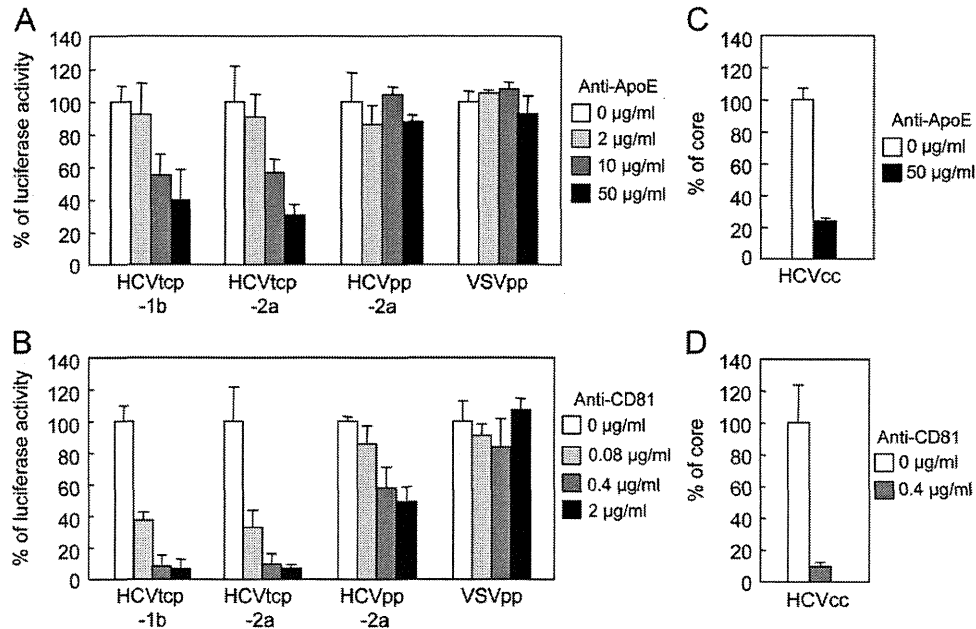 A
% of luciferase activity
140
120
100
80
60
40
20
0
HCVtcp
-1b
HCVtcp
-2a
HCVpp
-2a
VSVpp
Anti-ApoE
0 µg/ml
2 µg/ml
10 µg/ml
50 µg/ml
C
% of core
140
120
100
80
60
40
20
0
HCVcc
Anti-ApoE
0 µg/ml
50 µg/ml
B
% of luciferase activity
140
120
100
80
60
40
20
0
HCVtcp
-1b
HCVtcp
-2a
HCVpp
-2a
VSVpp
Anti-CD81
0 µg/ml
0.08 µg/ml
0.4 µg/ml
2 µg/ml
D
% of core
140
120
100
80
60
40
20
0
HCVcc
Anti-CD81
0 µg/ml
0.4 µg/ml